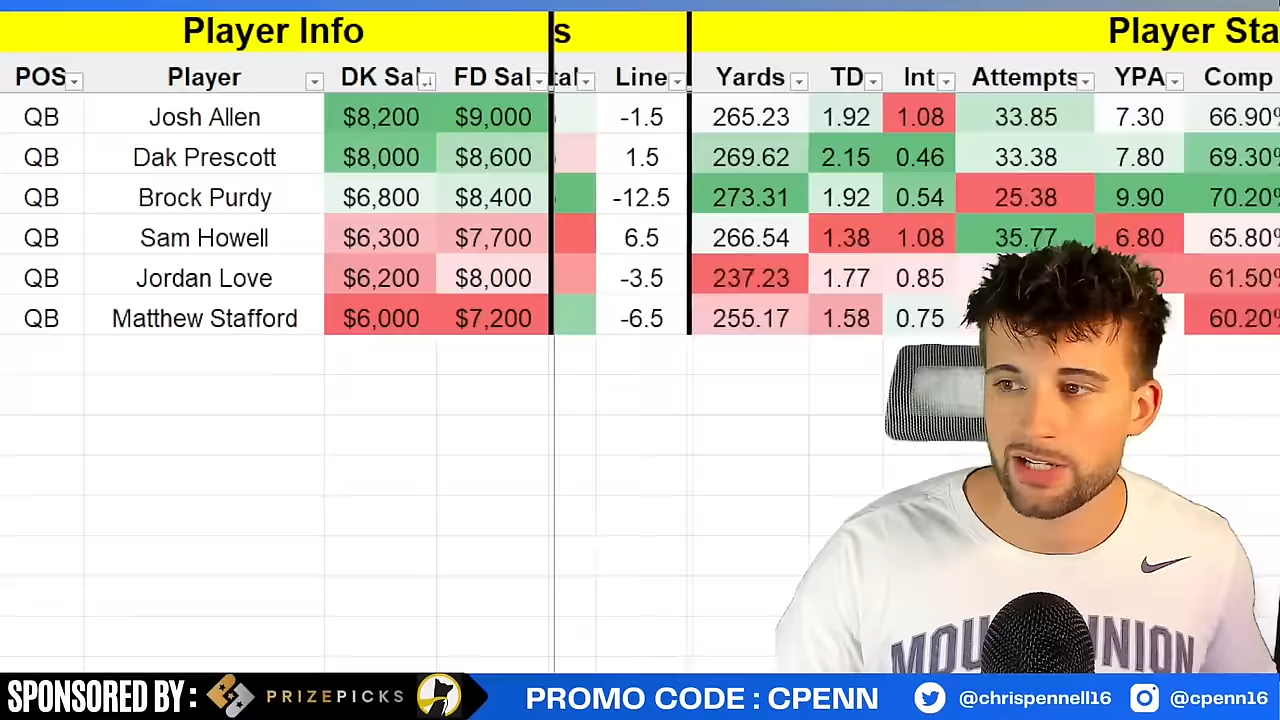 Player Info s Player Sta
POS Player DK Sal FD Sal tal Line Yards TD Int Attempts YPA Comp
QB Josh Allen $8,200 $9,000 -1.5 265.23 1.92 1.08 33.85 7.30 66.90%
QB Dak Prescott $8,000 $8,600 1.5 269.62 2.15 0.46 33.38 7.80 69.30%
QB Brock Purdy $6,800 $8,400 -12.5 273.31 1.92 0.54 25.38 9.90 70.20%
QB Sam Howell $6,300 $7,700 6.5 266.54 1.38 1.08 35.77 6.80 65.80%
QB Jordan Love $6,200 $8,000 -3.5 237.23 1.77 0.85 61.50%
QB Matthew Stafford $6,000 $7,200 -6.5 255.17 1.58 0.75 60.20%
MOU NION
SPONSORED BY : PRIZEPICKS PROMO CODE : CPENN @chrispennell16 @cpenn16